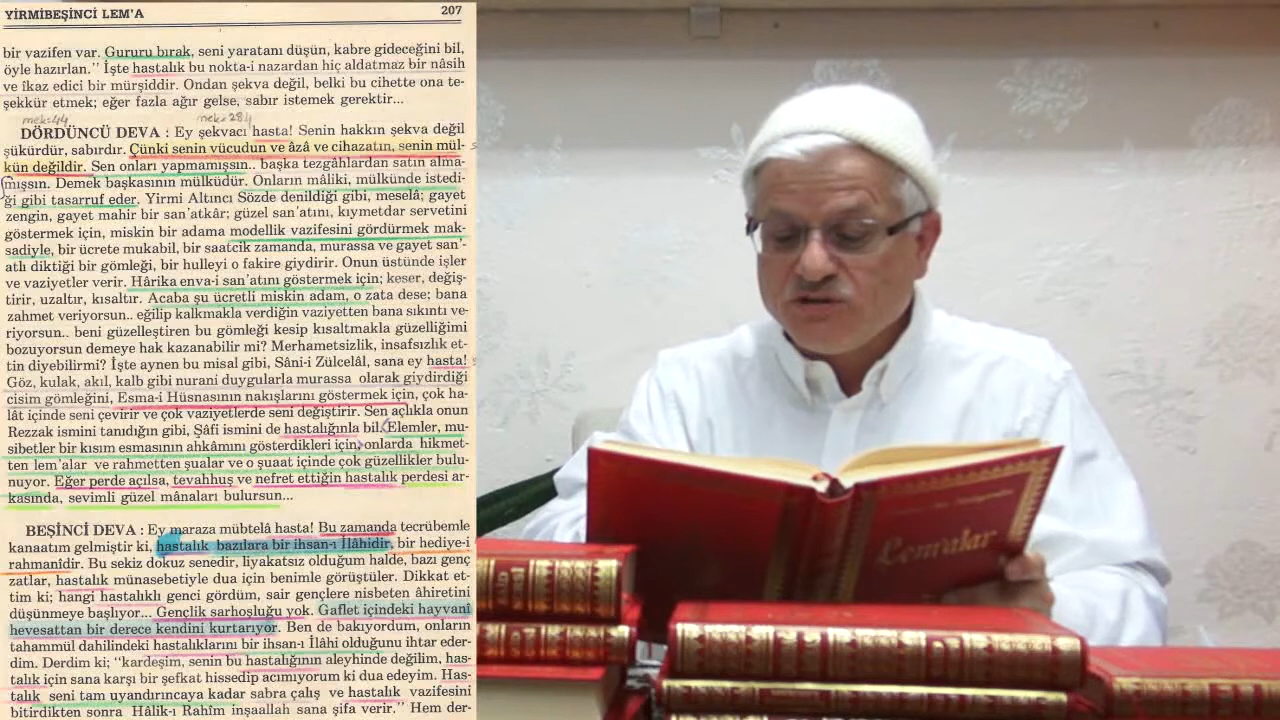 YİRMİBEŞİNCİ LEM'A 207
bir vazifen var. Gururu bırak, seni yaratanı düşün, kabre gideceğini bil,
öyle hazırlan.” İşte hastalık bu nokta-i nazardan hiç aldatmaz bir nâsih
ve îkaz edici bir mürşiddir. Ondan şekva değil, belki bu cihette ona te-
şekkür etmek; eğer fazla ağır gelse, sabır istemek gerektir...
mek=44 nek=284
DÖRDÜNCÜ DEVA : Ey şekvacı hasta! Senin hakkın şekva değil
şükürdür, sabırdır. Çünki senin vücudun ve âzâ ve cihazatın, senin mül-
kün değildir. Sen onları yapmamışsın.. başka tezgâhlardan satın alma-
mışsın. Demek başkasının mülküdür. Onların mâliki, mülkünde istedi-
ği gibi tasarruf eder. Yirmi Altıncı Sözde denildiği gibi, meselâ; gayet
zengin, gayet mahir bir san'atkâr; güzel san'atını, kıymetdar servetini
göstermek için, miskin bir adama modellik vazifesini gördürmek mak-
sadiyle, bir ücrete mukabil, bir saatcik zamanda, murassa ve gayet san'-
atlı diktiği bir gömleği, bir hulleyi o fakire giydirir. Onun üstünde işler
ve vaziyetler verir. Hârika enva-i san'atını göstermek için; keser, değiş-
tirir, uzaltır, kısaltır. Acaba şu ücretli miskin adam, o zata dese; bana
zahmet veriyorsun.. eğilip kalkmakla verdiğin vaziyetten bana sıkıntı ve-
riyorsun.. beni güzelleştiren bu gömleği kesip kısaltmakla güzelliğimi
bozuyorsun demeye hak kazanabilir mi? Merhametsizlik, insafsızlık et-
tin diyebilirmi? İşte aynen bu misal gibi, Sâni-i Zülcelâl, sana ey hasta!
Göz, kulak, akıl, kalb gibi nurani duygularla murassa olarak giydirdiği
cisim gömleğini, Esma-i Hüsnasının nakışlarını göstermek için, çok ha-
lât içinde seni çevirir ve çok vaziyetlerde seni değiştirir. Sen açlıkla onun
Rezzak ismini tanıdığın gibi, Şâfi ismini de hastalığınla bil. Elemler, mu-
sibetler bir kısım esmasının ahkâmını gösterdikleri için, onlarda hikmet-
ten lem'alar ve rahmetten şualar ve o şuaat içinde çok güzellikler bulu-
nuyor. Eğer perde açılsa, tevahhuş ve nefret ettiğin hastalık perdesi ar-
kasında, sevimli güzel mânaları bulursun...
BEŞİNCİ DEVA : Ey maraza mübtelâ hasta! Bu zamanda tecrübemle
kanaatım gelmiştir ki, hastalık bazılara bir ihsan-ı İlâhidir, bir hediye-i
rahmanîdir. Bu sekiz dokuz senedir, liyakatsız olduğum halde, bazı genç
zatlar, hastalık münasebetiyle dua için benimle görüştüler. Dikkat et-
tim ki; hangi hastalıklı genci gördüm, sair gençlere nisbeten âhiretini
düşünmeye başlıyor... Gençlik sarhoşluğu yok. Gaflet içindeki hayvanî
hevesattan bir derece kendini kurtarıyor. Ben de bakıyordum, onların
tahammül dahilindeki hastalıklarını bir ihsan-ı İlâhi olduğunu ihtar eder-
dim. Derdim ki; “kardeşim, senin bu hastalığının aleyhinde değilim, has-
talık için sana karşı bir şefkat hissedip acımıyorum ki dua edeyim. Has-
talık seni tam uyandırıncaya kadar sabra çalış ve hastalık vazifesini
bitirdikten sonra Hâlik-ı Rahîm inşaallah sana şifa verir.” Hem der-
Lem'alar